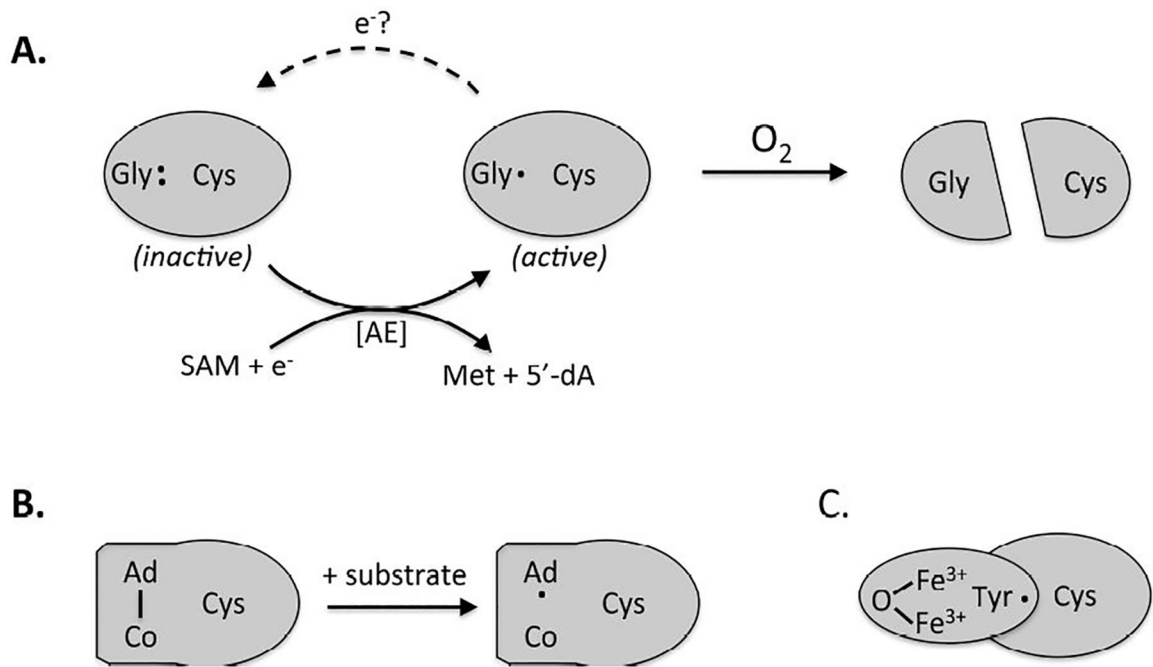 A.
e⁻?
Gly: Cys
(inactive)
Gly· Cys
(active)
O₂
Gly
Cys
[AE]
SAM + e⁻
Met + 5′-dA
B.
Ad
Co
Cys
+ substrate
Ad
·
Co
Cys
C.
O
Fe³⁺
Fe³⁺
Tyr·
Cys